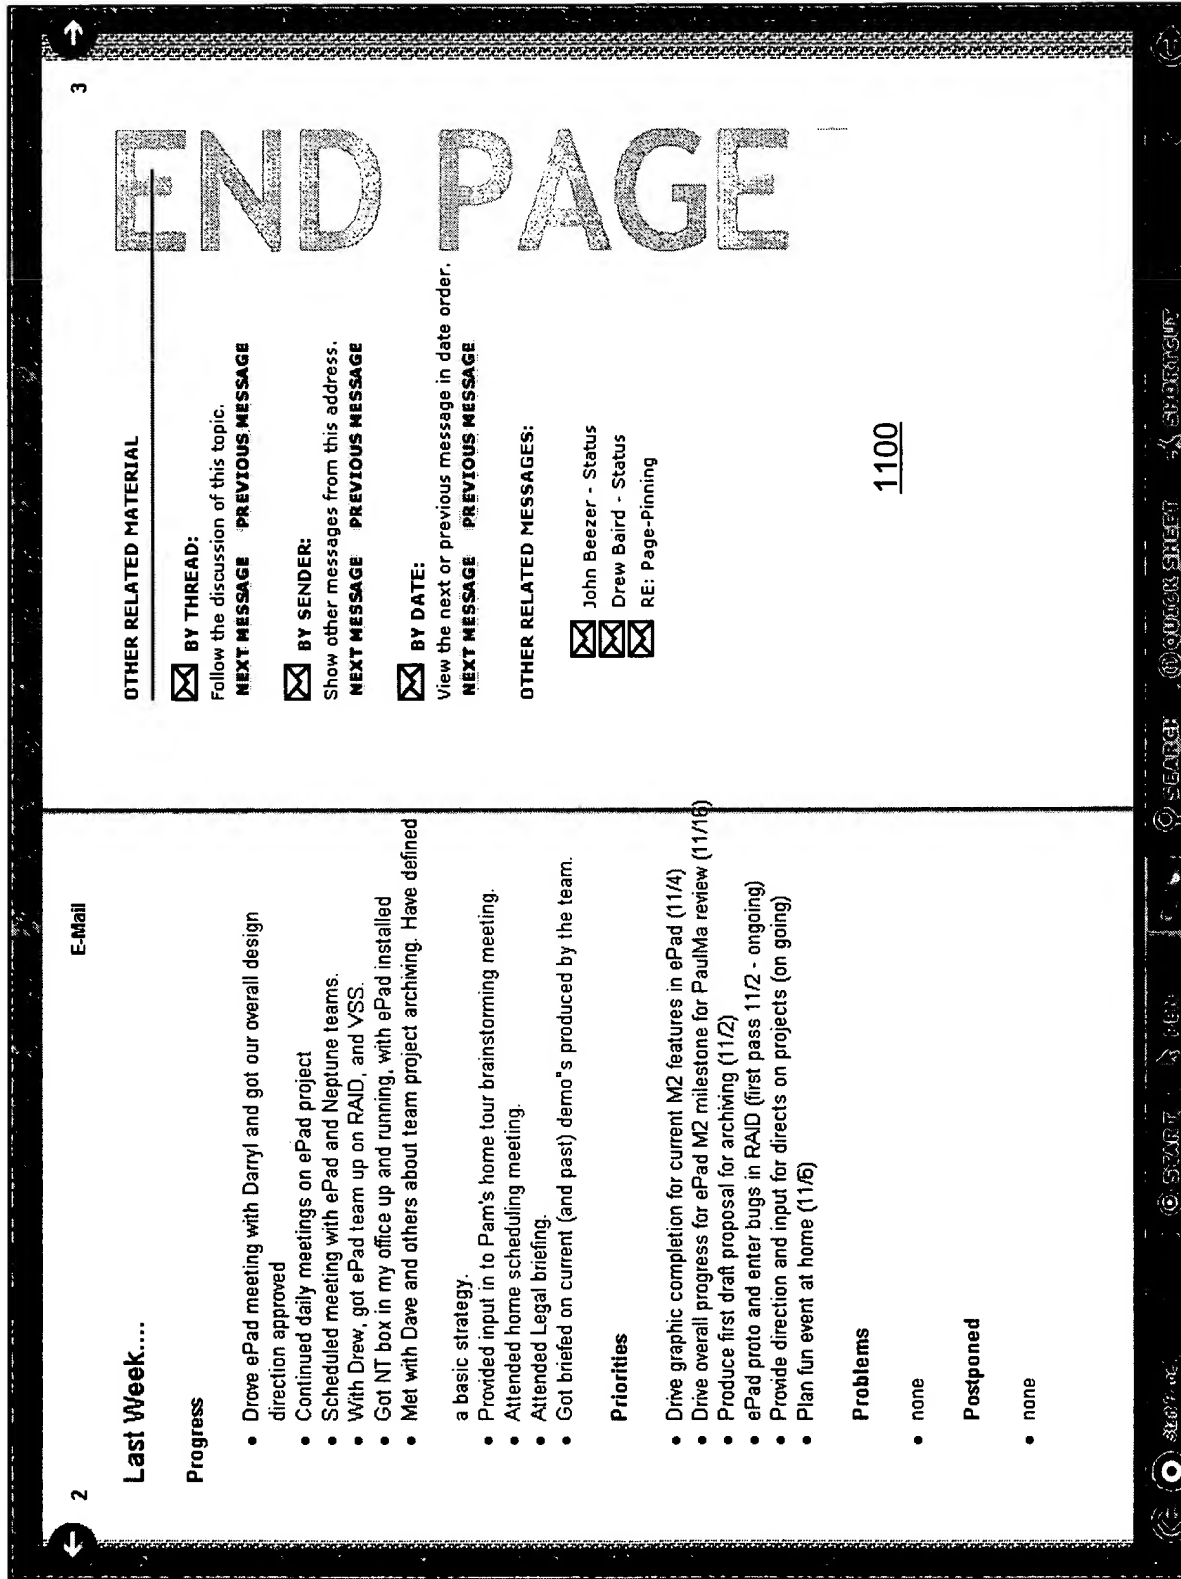 2
E-Mail
Last Week....
Progress
• Drove ePad meeting with Darryl and got our overall design
direction approved
• Continued daily meetings on ePad project
• Scheduled meeting with ePad and Neptune teams.
• With Drew, got ePad team up on RAID, and VSS.
• Got NT box in my office up and running, with ePad installed
• Met with Dave and others about team project archiving. Have defined
a basic strategy.
• Provided input in to Pam's home tour brainstorming meeting.
• Attended home scheduling meeting.
• Attended Legal briefing.
• Got briefed on current (and past) demo"s produced by the team.
Priorities
• Drive graphic completion for current M2 features in ePad (11/4)
• Drive overall progress for ePad M2 milestone for PaulMa review (11/16)
• Produce first draft proposal for archiving (11/2)
• ePad proto and enter bugs in RAID (first pass 11/2 - ongoing)
• Provide direction and input for directs on projects (on going)
• Plan fun event at home (11/6)
Problems
• none
Postponed
• none
3
OTHER RELATED MATERIAL
END PAGE
BY THREAD:
Follow the discussion of this topic.
NEXT MESSAGE PREVIOUS MESSAGE
BY SENDER:
Show other messages from this address.
NEXT MESSAGE PREVIOUS MESSAGE
BY DATE:
View the next or previous message in date order.
NEXT MESSAGE PREVIOUS MESSAGE
OTHER RELATED MESSAGES:
John Beezer - Status
Drew Baird - Status
RE: Page-Pinning
1100
START
PEN
SEARCH
QUICK SHEET
SHORTCUT